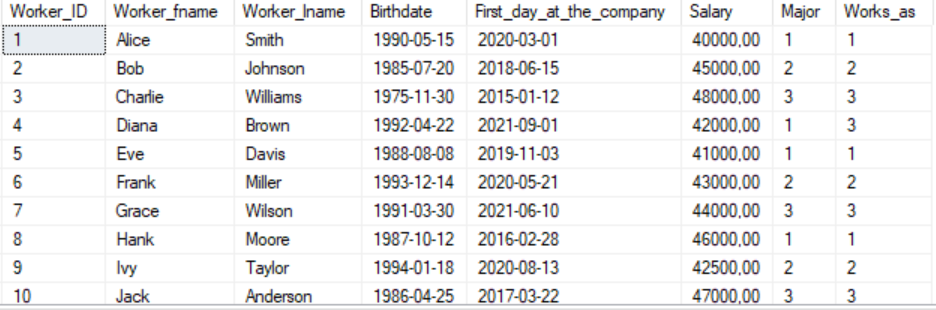 Worker_ID Worker_fname Worker_lname Birthdate First_day_at_the_company Salary Major Works_as
1 Alice Smith 1990-05-15 2020-03-01 40000,00 1 1
2 Bob Johnson 1985-07-20 2018-06-15 45000,00 2 2
3 Charlie Williams 1975-11-30 2015-01-12 48000,00 3 3
4 Diana Brown 1992-04-22 2021-09-01 42000,00 1 3
5 Eve Davis 1988-08-08 2019-11-03 41000,00 1 1
6 Frank Miller 1993-12-14 2020-05-21 43000,00 2 2
7 Grace Wilson 1991-03-30 2021-06-10 44000,00 3 3
8 Hank Moore 1987-10-12 2016-02-28 46000,00 1 1
9 Ivy Taylor 1994-01-18 2020-08-13 42500,00 2 2
10 Jack Anderson 1986-04-25 2017-03-22 47000,00 3 3